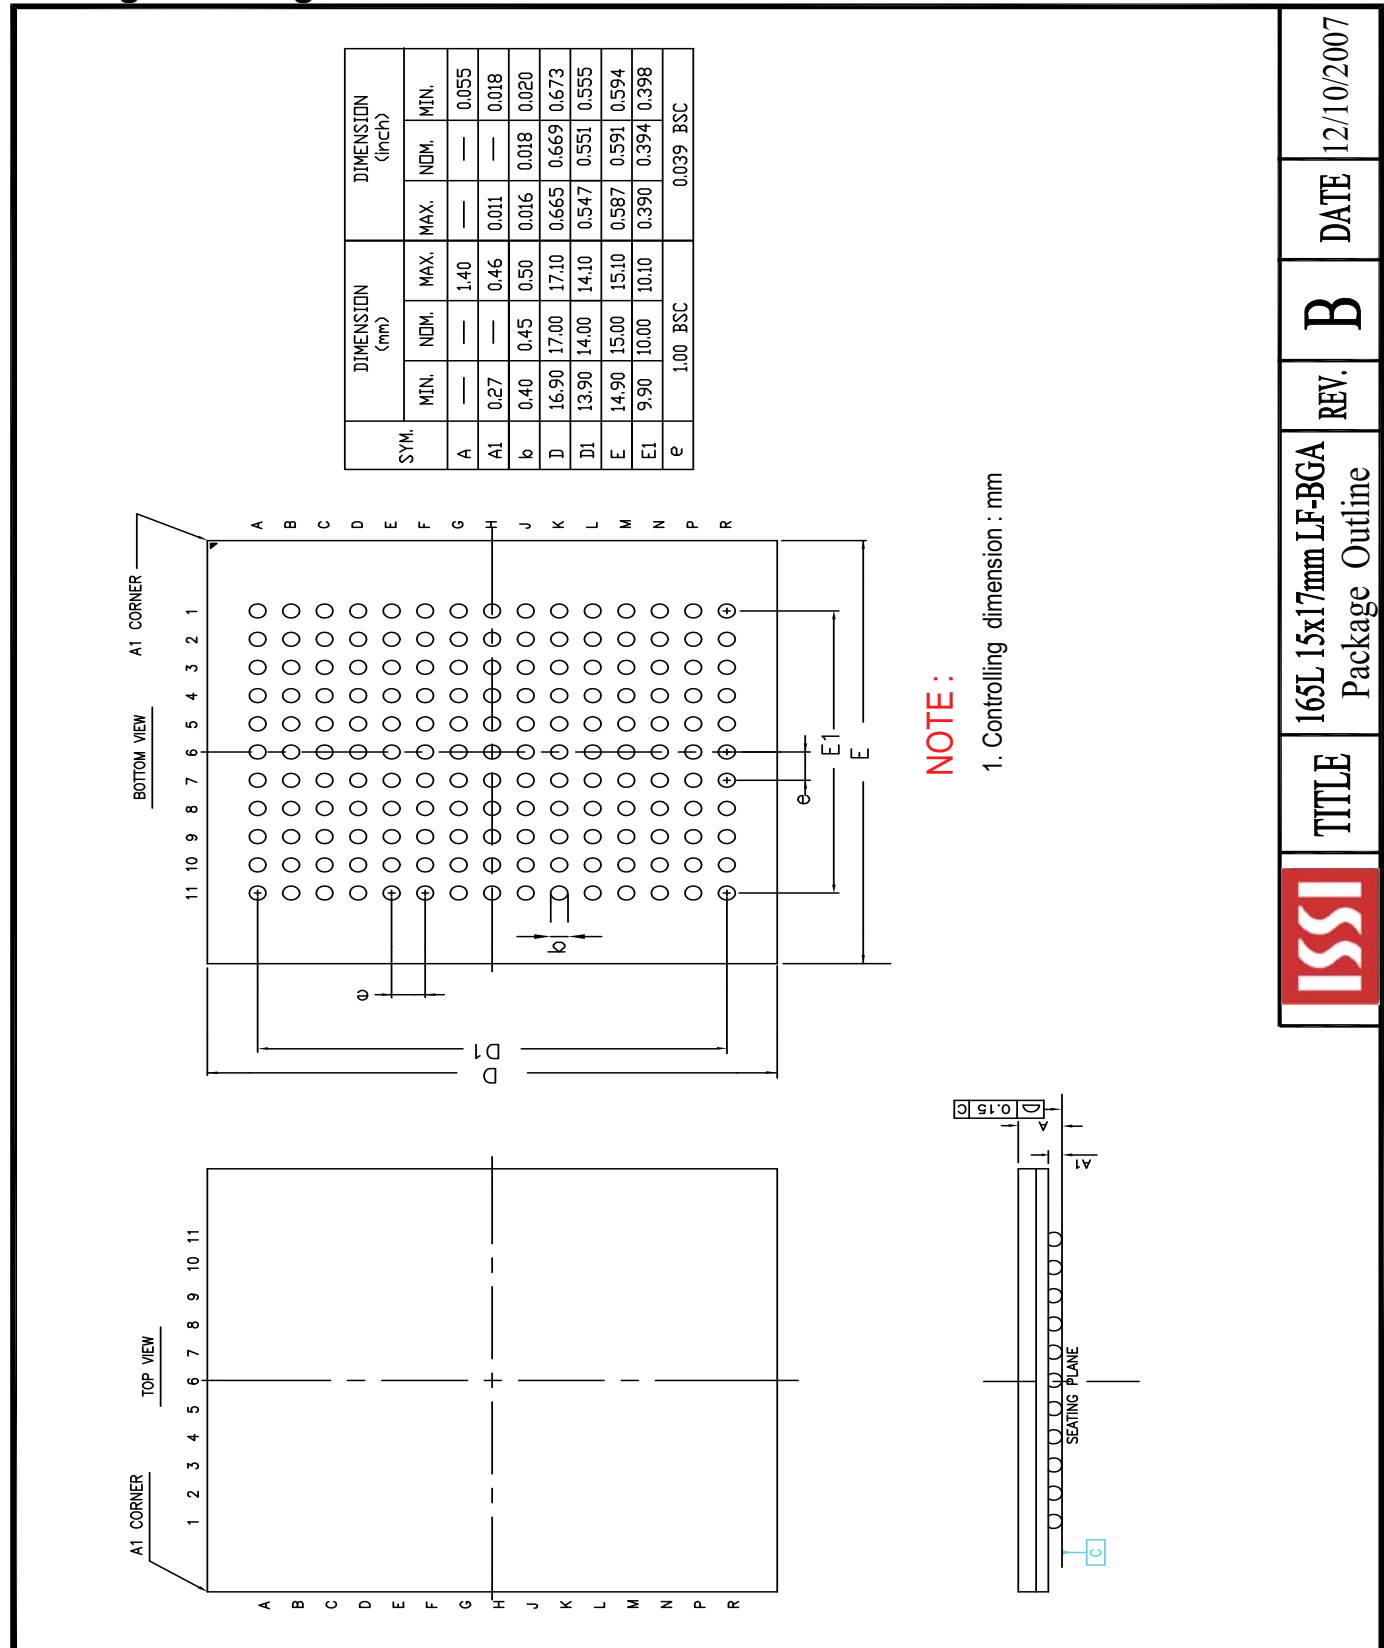 A1 CORNER
TOP VIEW
1 2 3 4 5 6 7 8 9 10 11
A
B
C
D
E
F
G
H
J
K
L
M
N
P
R
BOTTOM VIEW
A1 CORNER
11 10 9 8 7 6 5 4 3 2 1
A
B
C
D
E
F
G
H
J
K
L
M
N
P
R
e
D1
D
b
e
E1
E
SYM. DIMENSION (mm) DIMENSION (inch)
MIN. NOM. MAX. MAX. NOM. MIN.
A — — 1.40 — — 0.055
A1 0.27 — 0.46 0.011 — 0.018
b 0.40 0.45 0.50 0.016 0.018 0.020
D 16.90 17.00 17.10 0.665 0.669 0.673
D1 13.90 14.00 14.10 0.547 0.551 0.555
E 14.90 15.00 15.10 0.587 0.591 0.594
E1 9.90 10.00 10.10 0.390 0.394 0.398
e 1.00 BSC 0.039 BSC
NOTE :
1. Controlling dimension : mm
SEATING PLANE
C
A
A1
0.15 C
D
ISSI
TITLE
165L 15x17mm LF-BGA
Package Outline
REV.
B
DATE
12/10/2007